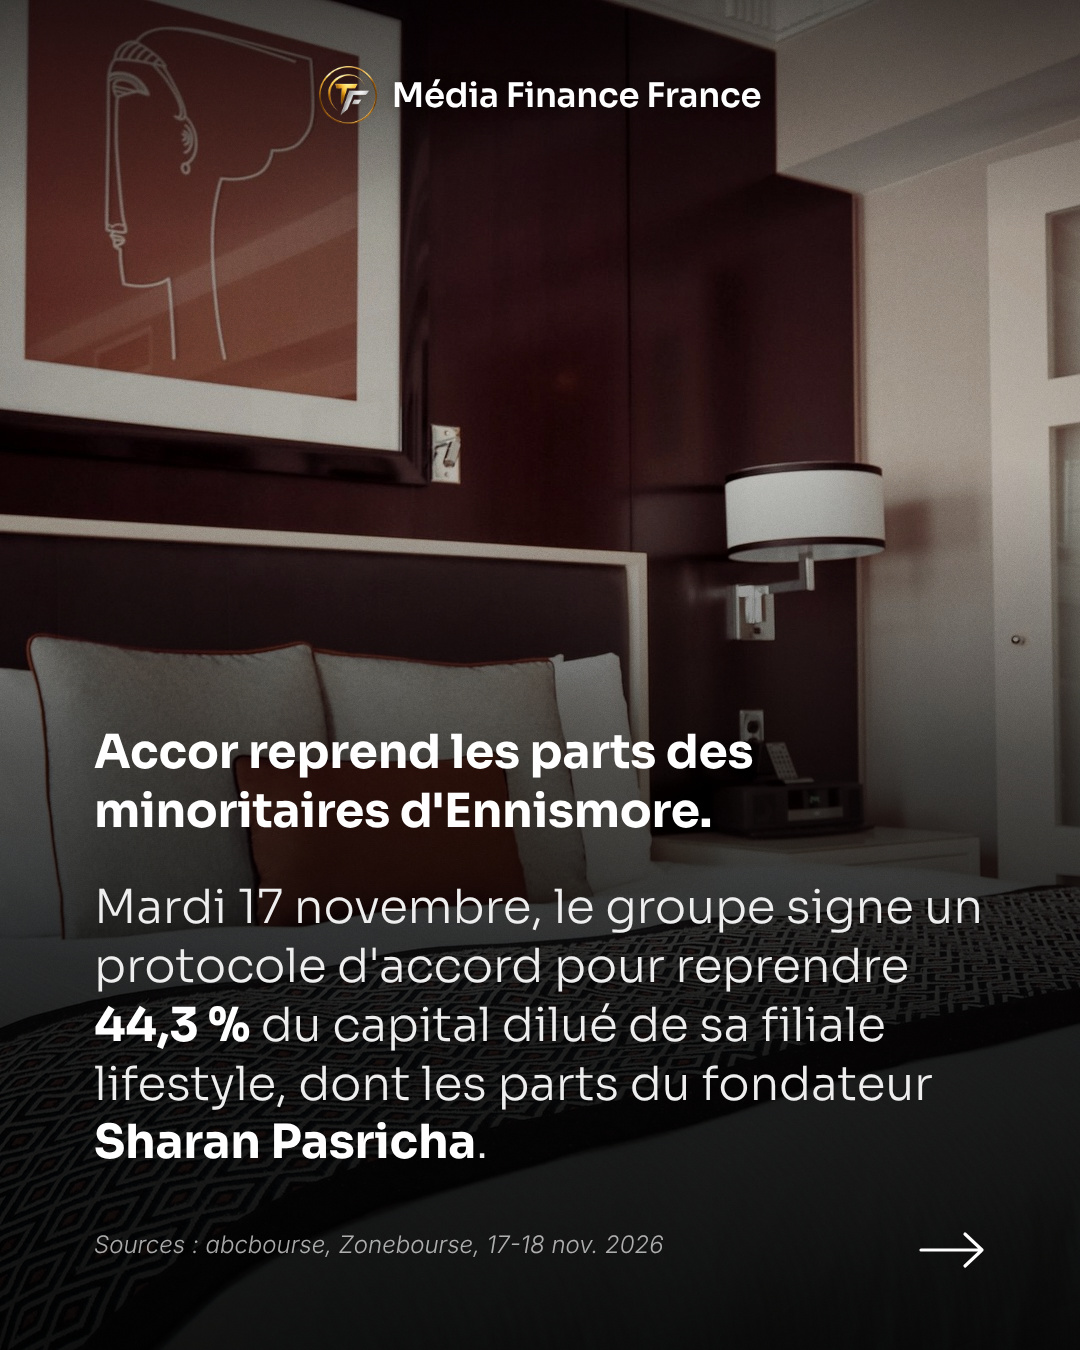 TF Média Finance France
Accor reprend les parts des
minoritaires d'Ennismore.
Mardi 17 novembre, le groupe signe un
protocole d'accord pour reprendre
44,3 % du capital dilué de sa filiale
lifestyle, dont les parts du fondateur
Sharan Pasricha.
Sources : abcbourse, Zonebourse, 17-18 nov. 2026